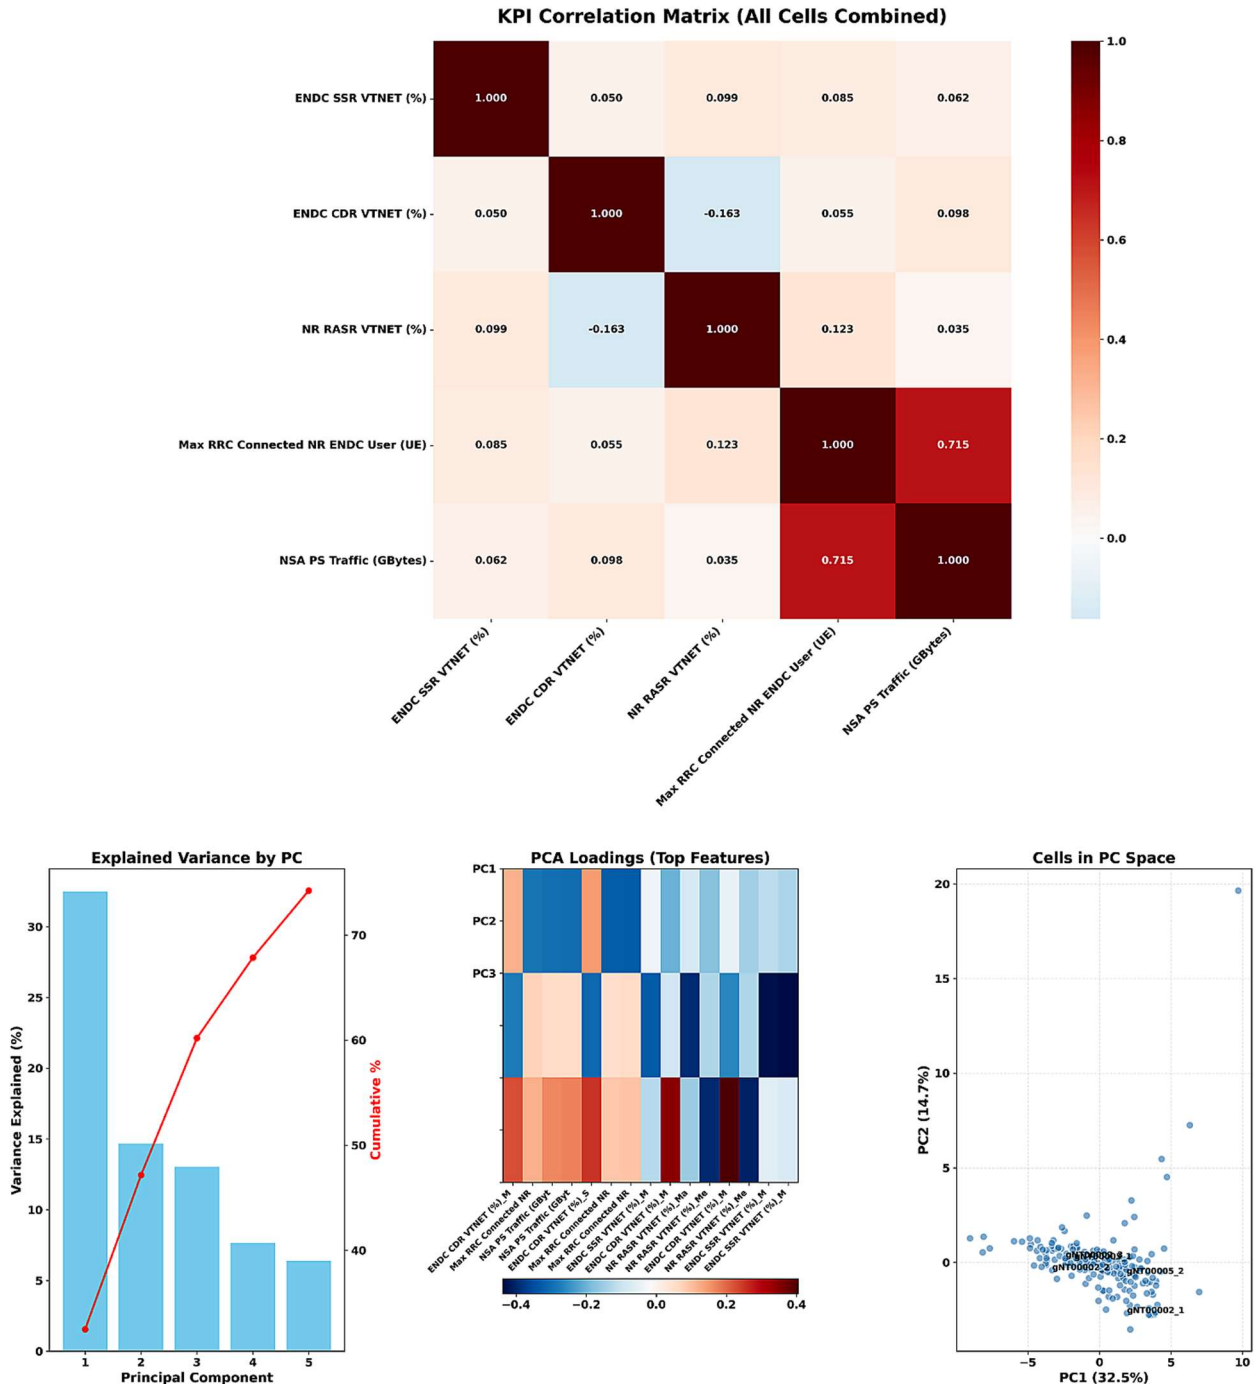 KPI Correlation Matrix (All Cells Combined)
ENDC SSR VTNET (%)
1.000 0.050 0.099 0.085 0.062
ENDC CDR VTNET (%)
0.050 1.000 -0.163 0.055 0.098
NR RASR VTNET (%)
0.099 -0.163 1.000 0.123 0.035
Max RRC Connected NR ENDC User (UE)
0.085 0.055 0.123 1.000 0.715
NSA PS Traffic (GBytes)
0.062 0.098 0.035 0.715 1.000
ENDC SSR VTNET (%)
ENDC CDR VTNET (%)
NR RASR VTNET (%)
Max RRC Connected NR ENDC User (UE)
NSA PS Traffic (GBytes)
1.0
0.8
0.6
0.4
0.2
0.0
Explained Variance by PC
Variance Explained (%)
30
25
20
15
10
5
0
70
60
50
40
Cumulative %
1 2 3 4 5
Principal Component
PCA Loadings (Top Features)
PC1
PC2
PC3
ENDC CDR VTNET (%)_M
Max RRC Connected NR
NSA PS Traffic (GByt
NSA PS Traffic (GByt
ENDC CDR VTNET (%)_S
Max RRC Connected NR
Max RRC Connected NR
ENDC SSR VTNET (%)_M
ENDC CDR VTNET (%)_M
NR RASR VTNET (%)_Ma
NR RASR VTNET (%)_Me
ENDC CDR VTNET (%)_M
NR RASR VTNET (%)_Me
ENDC SSR VTNET (%)_M
ENDC SSR VTNET (%)_M
−0.4 −0.2 0.0 0.2 0.4
Cells in PC Space
PC2 (14.7%)
20
15
10
5
0
gNT00002_2
gNT00005_2
gNT00002_1
−5 0 5 10
PC1 (32.5%)